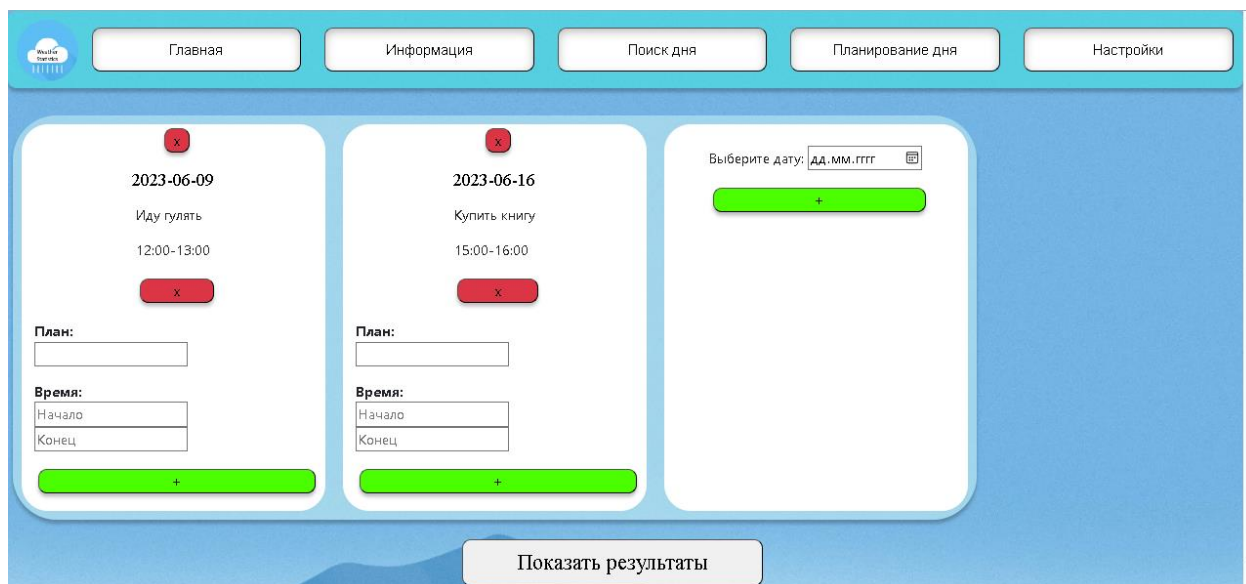 Weather
Statistics
Главная
Информация
Поиск дня
Планирование дня
Настройки
x
2023-06-09
Иду гулять
12:00-13:00
x
План:
Время:
Начало
Конец
+
x
2023-06-16
Купить книгу
15:00-16:00
x
План:
Время:
Начало
Конец
+
Выберите дату: дд.мм.гггг
+
Показать результаты